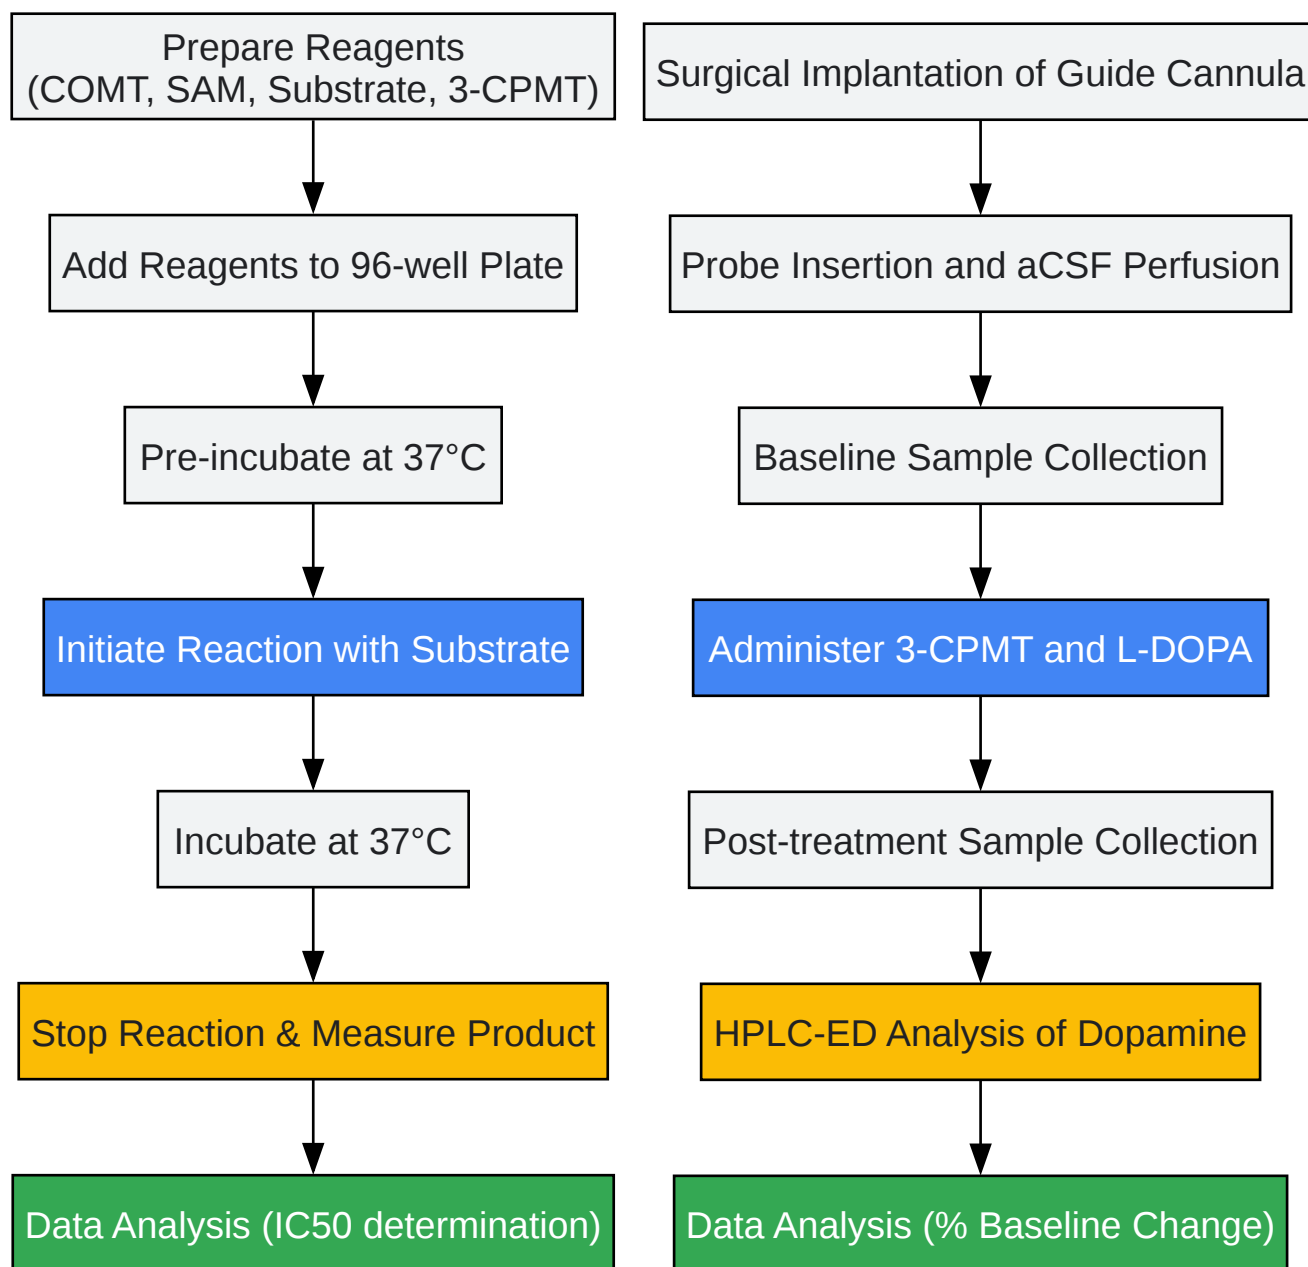 Prepare Reagents
(COMT, SAM, Substrate, 3-CPMT)
Add Reagents to 96-well Plate
Pre-incubate at 37°C
Initiate Reaction with Substrate
Incubate at 37°C
Stop Reaction & Measure Product
Data Analysis (IC50 determination)
Surgical Implantation of Guide Cannula
Probe Insertion and aCSF Perfusion
Baseline Sample Collection
Administer 3-CPMT and L-DOPA
Post-treatment Sample Collection
HPLC-ED Analysis of Dopamine
Data Analysis (% Baseline Change)